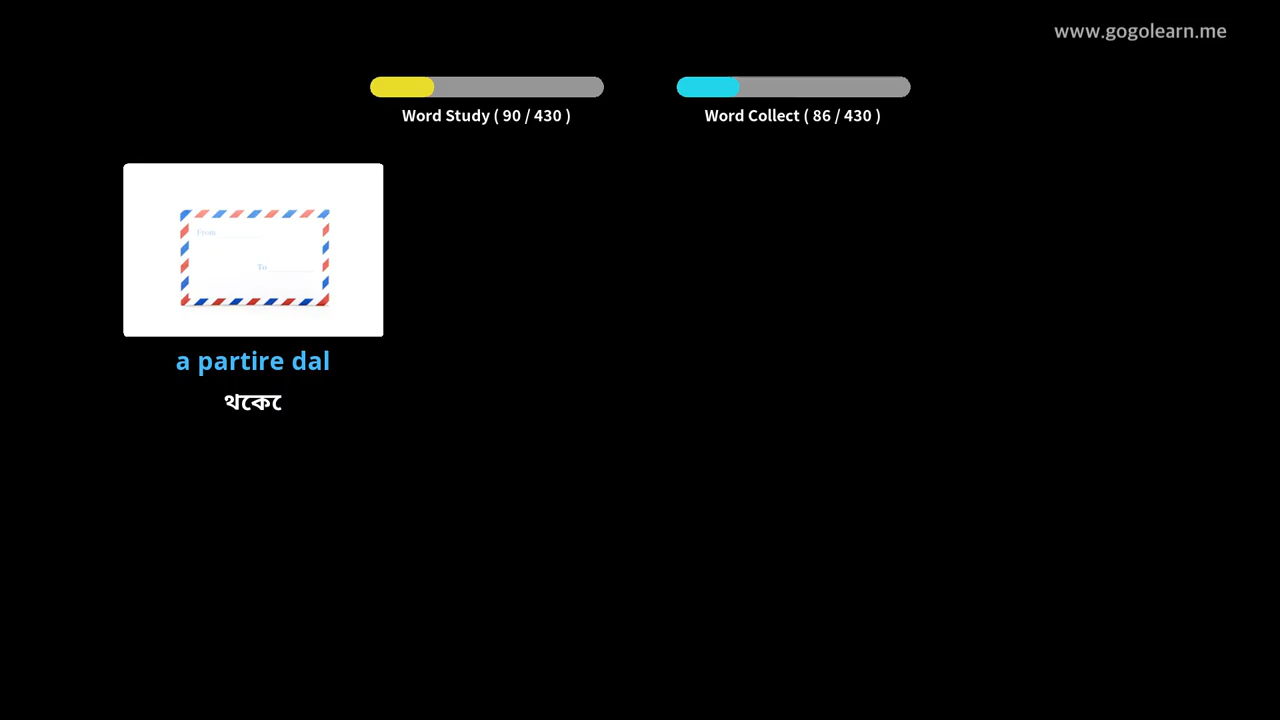 www.gogolearn.me
Word Study ( 90 / 430 )
Word Collect ( 86 / 430 )
From
To
a partire dal
থেকে